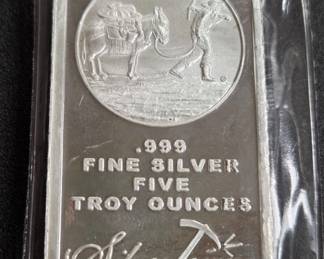 .999
FINE SILVER
FIVE
TROY OUNCES